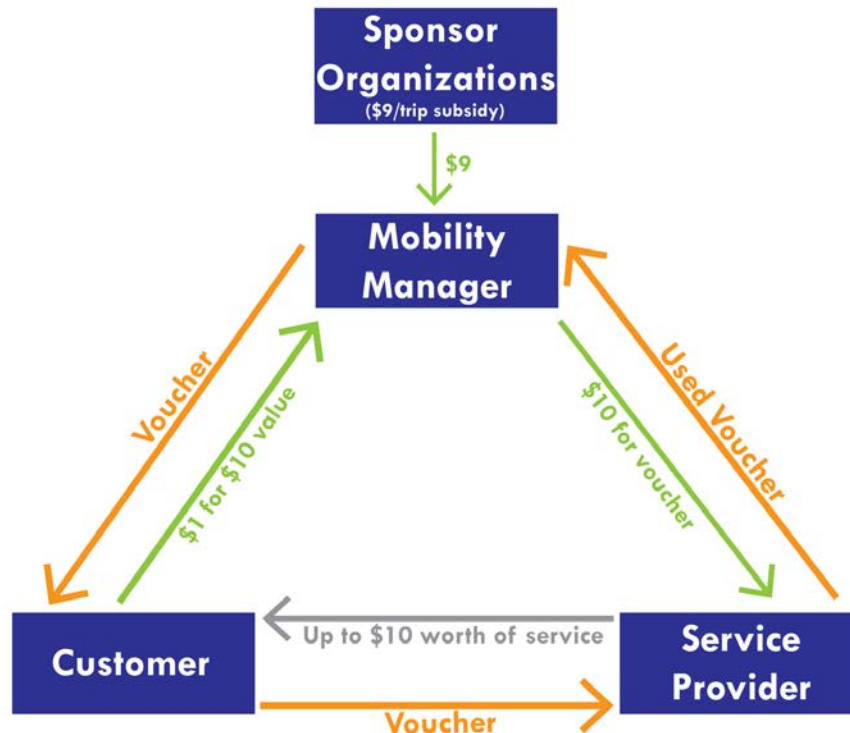 Sponsor
Organizations
($9/trip subsidy)
$9
Mobility
Manager
Voucher
$1 for $10 value
$10 for voucher
Used Voucher
Customer
Up to $10 worth of service
Service
Provider
Voucher